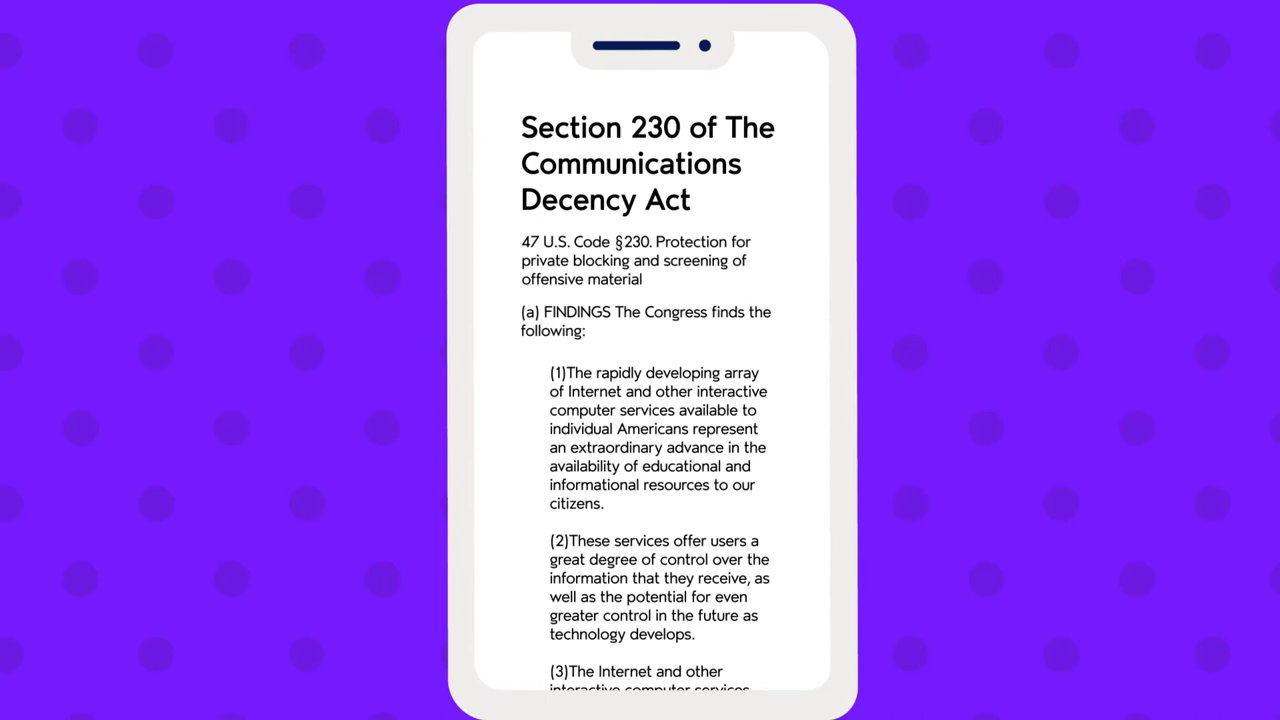 Section 230 of The
Communications
Decency Act
47 U.S. Code §230. Protection for
private blocking and screening of
offensive material
(a) FINDINGS The Congress finds the
following:
(1)The rapidly developing array
of Internet and other interactive
computer services available to
individual Americans represent
an extraordinary advance in the
availability of educational and
informational resources to our
citizens.
(2)These services offer users a
great degree of control over the
information that they receive, as
well as the potential for even
greater control in the future as
technology develops.
(3)The Internet and other
interactive computer services